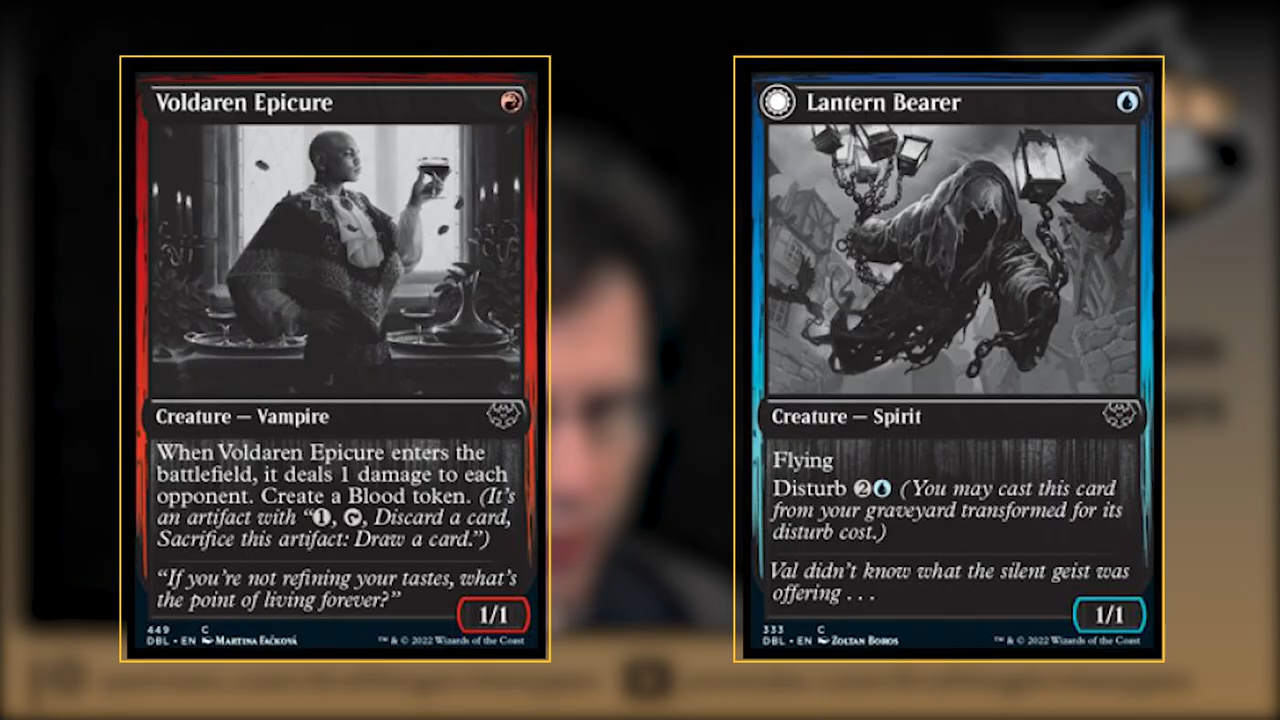 Voldaren Epicure
Creature — Vampire
When Voldaren Epicure enters the
battlefield, it deals 1 damage to each
opponent. Create a Blood token. (It's
an artifact with “1, , Discard a card,
Sacrifice this artifact: Draw a card.”)
“If you're not refining your tastes, what's
the point of living forever?”
1/1
449 C
DBL • EN Martina Fačková ™ & © 2022 Wizards of the Coast
Lantern Bearer
Creature — Spirit
Flying
Disturb 2 (You may cast this card
from your graveyard transformed for its
disturb cost.)
Val didn't know what the silent geist was
offering . . .
1/1
333 C
DBL • EN Zoltan Boros ™ & © 2022 Wizards of the Coast